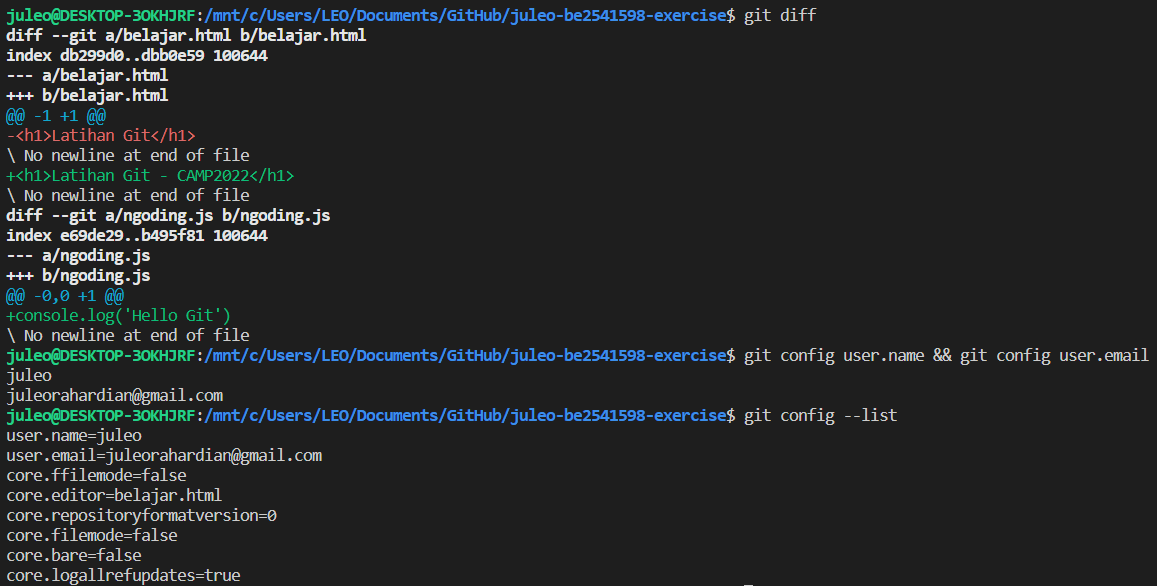 juleo@DESKTOP-3OKHJRF:/mnt/c/Users/LEO/Documents/GitHub/juleo-be2541598-exercise$ git diff
diff --git a/belajar.html b/belajar.html
index db299d0..dbb0e59 100644
--- a/belajar.html
+++ b/belajar.html
@@ -1 +1 @@
-<h1>Latihan Git</h1>
\ No newline at end of file
+<h1>Latihan Git - CAMP2022</h1>
\ No newline at end of file
diff --git a/ngoding.js b/ngoding.js
index e69de29..b495f81 100644
--- a/ngoding.js
+++ b/ngoding.js
@@ -0,0 +1 @@
+console.log('Hello Git')
\ No newline at end of file
juleo@DESKTOP-3OKHJRF:/mnt/c/Users/LEO/Documents/GitHub/juleo-be2541598-exercise$ git config user.name && git config user.email
juleo
juleorahardian@gmail.com
juleo@DESKTOP-3OKHJRF:/mnt/c/Users/LEO/Documents/GitHub/juleo-be2541598-exercise$ git config --list
user.name=juleo
user.email=juleorahardian@gmail.com
core.ffilemode=false
core.editor=belajar.html
core.repositoryformatversion=0
core.filemode=false
core.bare=false
core.logallrefupdates=true